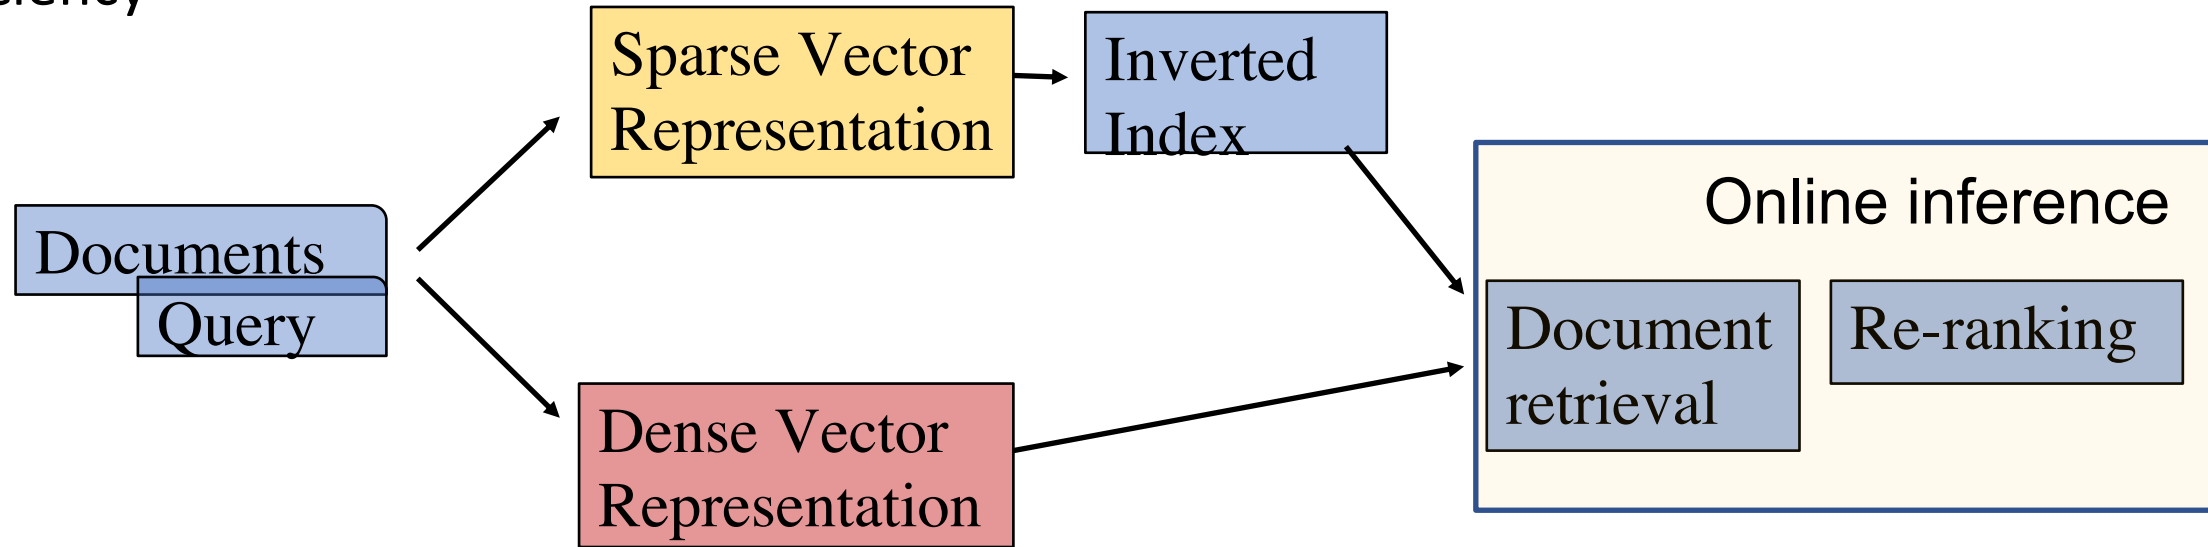 Sparse Vector
Representation
Inverted
Index
Documents
Query
Dense Vector
Representation
Online inference
Document
retrieval
Re-ranking